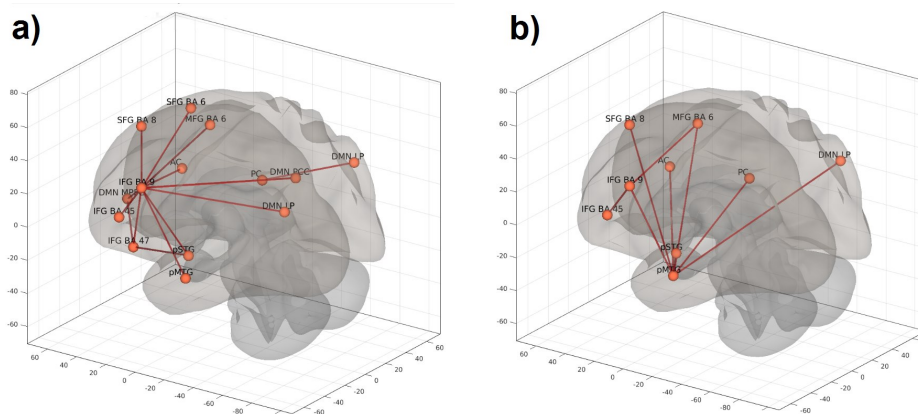 a)
80
60
40
20
0
-20
-40
-60
60
40
20
0
-20
-40
-60
-80
-60
-40
-20
0
20
40
60
SFG BA 6
SFG BA 8
MFG BA 6
AC
DMN LP
IFG BA 9
PC
DMN PCC
IFG BA 45
DMN LP
IFG BA 47
pSTG
pMTG
b)
80
60
40
20
0
-20
-40
-60
60
40
20
0
-20
-40
-60
-80
-60
-40
-20
0
20
40
60
SFG BA 8
MFG BA 6
AC
DMN LP
IFG BA 9
PC
IFG BA 45
pSTG
pMTG